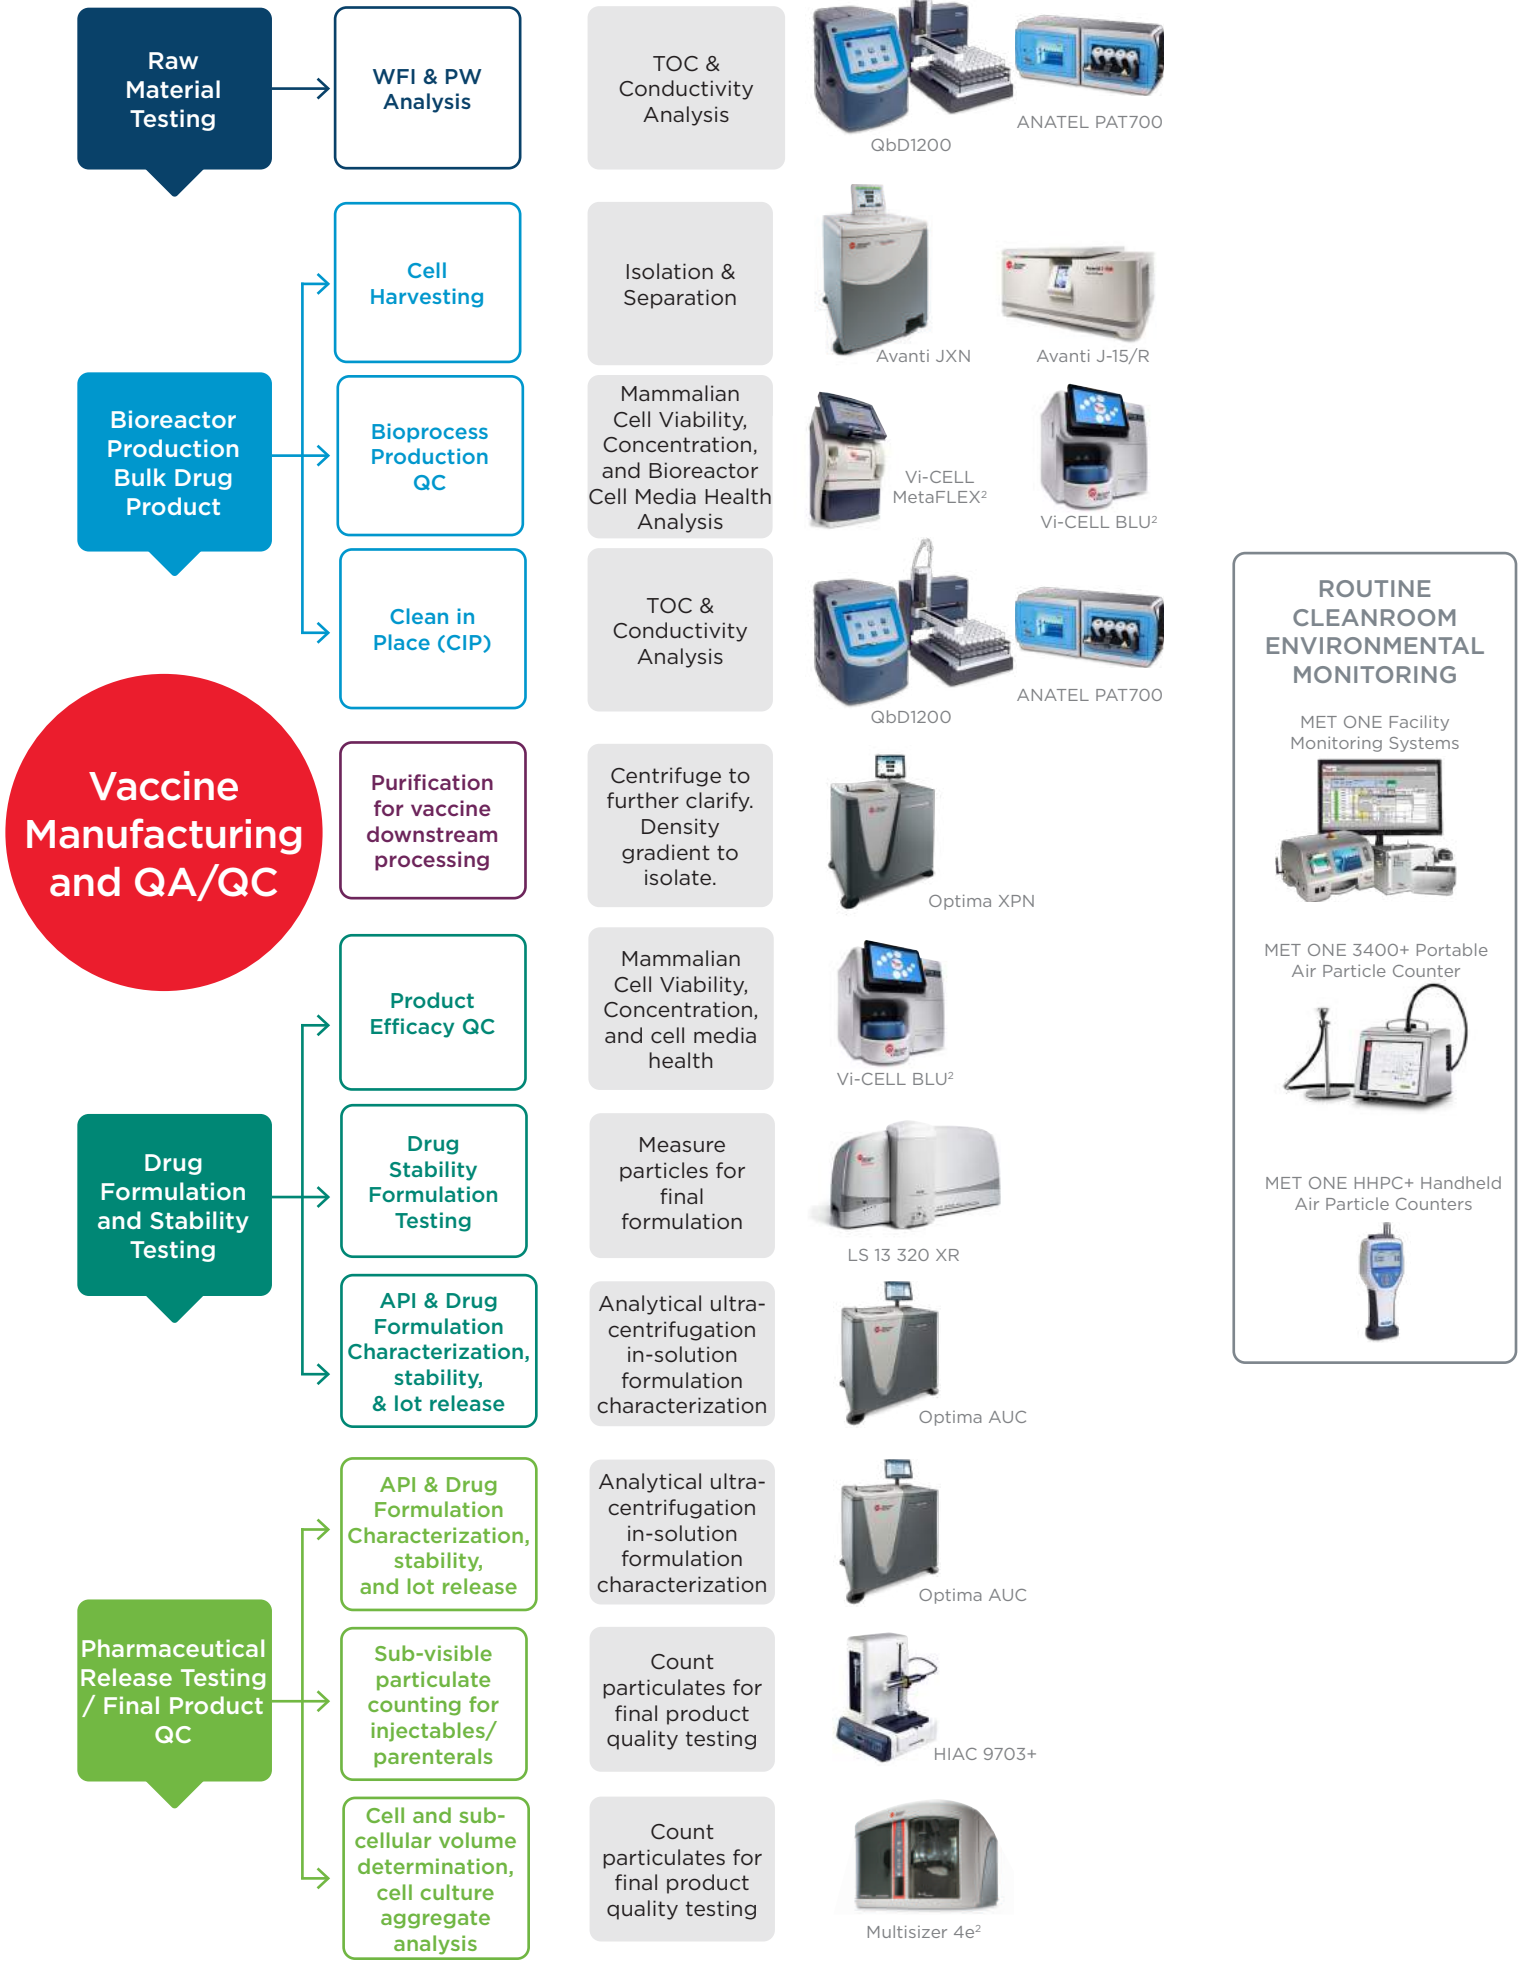 Raw
Material
Testing
WFI & PW
Analysis
TOC &
Conductivity
Analysis
QbD1200
ANATEL PAT700
Bioreactor
Production
Bulk Drug
Product
Cell
Harvesting
Isolation &
Separation
Avanti JXN
Avanti J-15/R
Bioprocess
Production
QC
Mammalian
Cell Viability,
Concentration,
and Bioreactor
Cell Media Health
Analysis
Vi-CELL
MetaFLEX²
Vi-CELL BLU²
Clean in
Place (CIP)
TOC &
Conductivity
Analysis
QbD1200
ANATEL PAT700
Vaccine
Manufacturing
and QA/QC
Purification
for vaccine
downstream
processing
Centrifuge to
further clarify.
Density
gradient to
isolate.
Optima XPN
Drug
Formulation
and Stability
Testing
Product
Efficacy QC
Mammalian
Cell Viability,
Concentration,
and cell media
health
Vi-CELL BLU²
Drug
Stability
Formulation
Testing
Measure
particles for
final
formulation
LS 13 320 XR
API & Drug
Formulation
Characterization,
stability,
& lot release
Analytical ultra-
centrifugation
in-solution
formulation
characterization
Optima AUC
Pharmaceutical
Release Testing
/ Final Product
QC
API & Drug
Formulation
Characterization,
stability,
and lot release
Analytical ultra-
centrifugation
in-solution
formulation
characterization
Optima AUC
Sub-visible
particulate
counting for
injectables/
parenterals
Count
particulates for
final product
quality testing
HIAC 9703+
Cell and sub-
cellular volume
determination,
cell culture
aggregate
analysis
Count
particulates for
final product
quality testing
Multisizer 4e²
ROUTINE
CLEANROOM
ENVIRONMENTAL
MONITORING
MET ONE Facility
Monitoring Systems
MET ONE 3400+ Portable
Air Particle Counter
MET ONE HHPC+ Handheld
Air Particle Counters